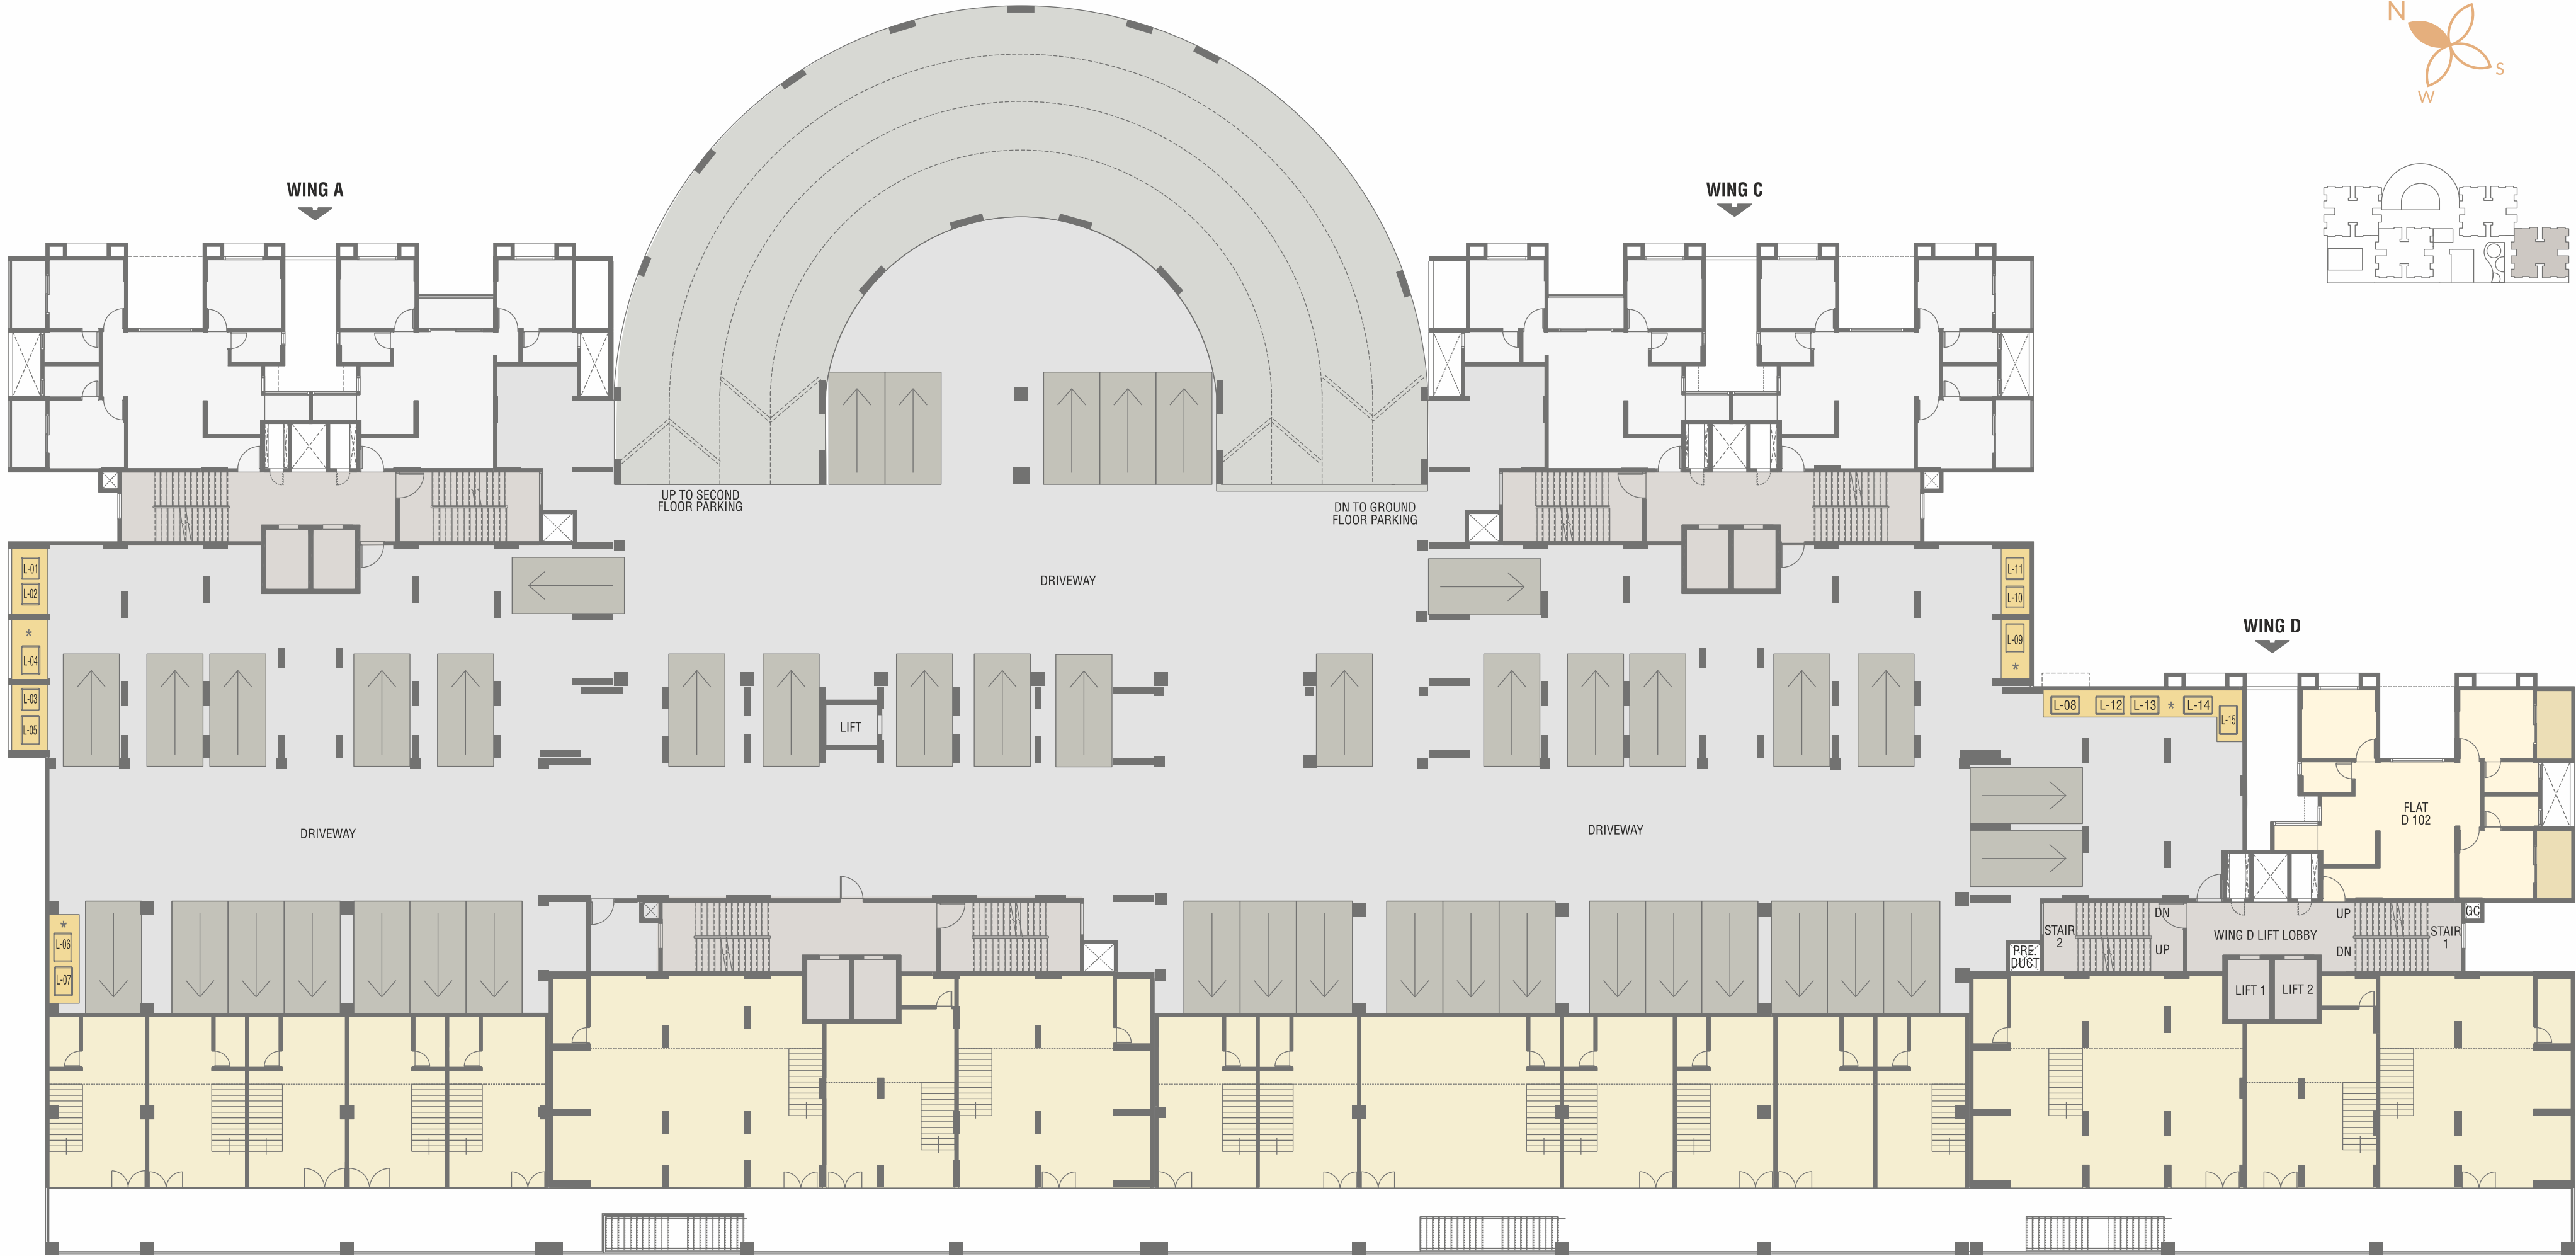 N
S
W
WING A
WING C
UP TO SECOND
FLOOR PARKING
DN TO GROUND
FLOOR PARKING
DRIVEWAY
L-01
L-02
*
L-04
L-03
L-05
L-11
L-10
L-09
*
WING D
L-08
L-12
L-13
*
L-14
L-15
LIFT
FLAT
D 102
DRIVEWAY
DRIVEWAY
*
L-06
L-07
STAIR
2
DN
UP
WING D LIFT LOBBY
UP
DN
STAIR
1
GC
PRE.
DUCT
LIFT 1
LIFT 2